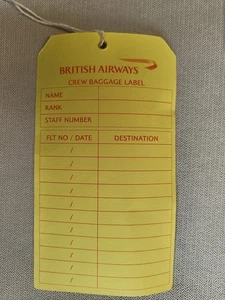 BRITISH AIRWAYS
CREW BAGGAGE LABEL
NAME
RANK
STAFF NUMBER
FLT NO / DATE DESTINATION
/
/
/
/
/
/
/
/
/
/
/